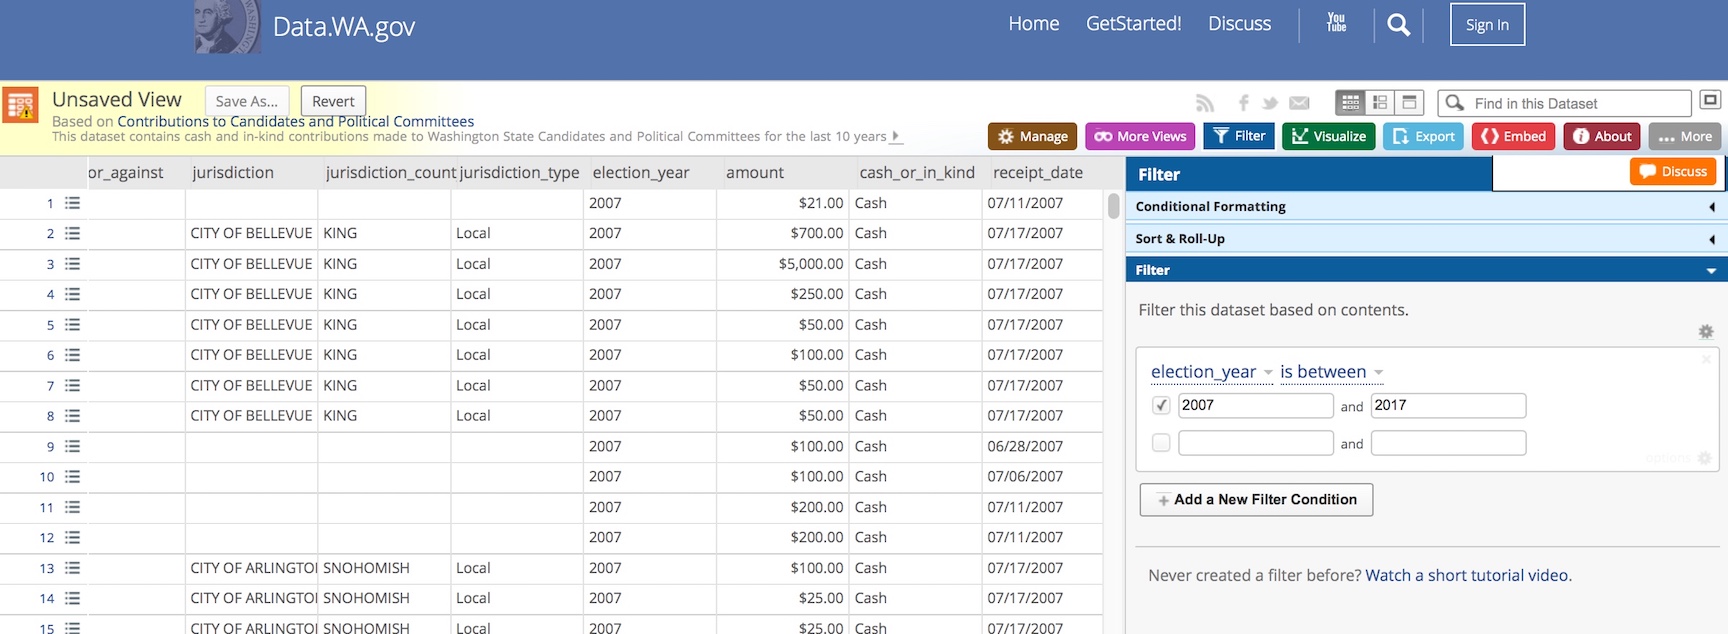 Data.WA.gov
Home GetStarted! Discuss You Tube Sign In
Unsaved View Save As... Revert
Based on Contributions to Candidates and Political Committees
This dataset contains cash and in-kind contributions made to Washington State Candidates and Political Committees for the last 10 years
Find in this Dataset
Manage More Views Filter Visualize Export Embed About ... More
or_against jurisdiction jurisdiction_count jurisdiction_type election_year amount cash_or_in_kind receipt_date
1 2007 $21.00 Cash 07/11/2007
2 CITY OF BELLEVUE KING Local 2007 $700.00 Cash 07/17/2007
3 CITY OF BELLEVUE KING Local 2007 $5,000.00 Cash 07/17/2007
4 CITY OF BELLEVUE KING Local 2007 $250.00 Cash 07/17/2007
5 CITY OF BELLEVUE KING Local 2007 $50.00 Cash 07/17/2007
6 CITY OF BELLEVUE KING Local 2007 $100.00 Cash 07/17/2007
7 CITY OF BELLEVUE KING Local 2007 $50.00 Cash 07/17/2007
8 CITY OF BELLEVUE KING Local 2007 $50.00 Cash 07/17/2007
9 2007 $100.00 Cash 06/28/2007
10 2007 $100.00 Cash 07/06/2007
11 2007 $200.00 Cash 07/11/2007
12 2007 $200.00 Cash 07/11/2007
13 CITY OF ARLINGTO SNOHOMISH Local 2007 $100.00 Cash 07/17/2007
14 CITY OF ARLINGTO SNOHOMISH Local 2007 $25.00 Cash 07/17/2007
15 CITY OF ARLINGTO SNOHOMISH Local 2007 $25.00 Cash 07/17/2007
Filter
Discuss
Conditional Formatting
Sort & Roll-Up
Filter
Filter this dataset based on contents.
election_year is between
2007 and 2017
and
options
+ Add a New Filter Condition
Never created a filter before? Watch a short tutorial video.